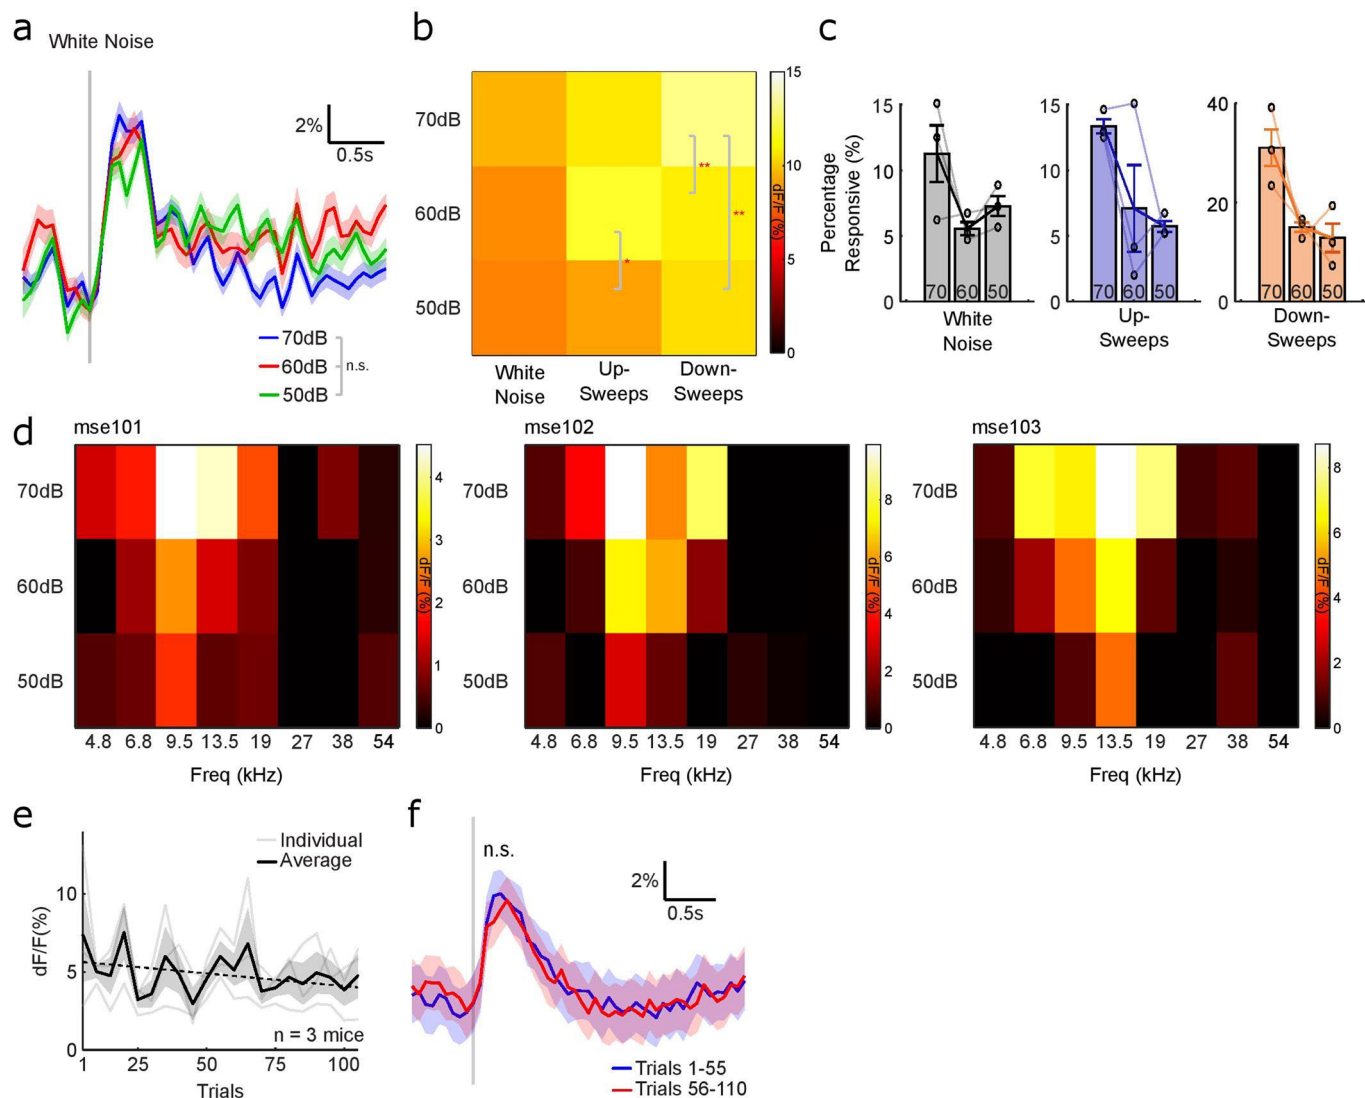 a
White Noise
2%
0.5s
70dB
60dB
50dB
n.s.
b
70dB
60dB
50dB
**
**
*
White
Noise
Up-
Sweeps
Down-
Sweeps
15
10
5
0
dF/F (%)
c
Percentage
Responsive (%)
15
10
5
0
70 60 50
White
Noise
15
10
5
0
70 60 50
Up-
Sweeps
40
20
0
70 60 50
Down-
Sweeps
d
mse101
70dB
60dB
50dB
4.8 6.8 9.5 13.5 19 27 38 54
Freq (kHz)
4
3
2
1
0
dF/F (%)
mse102
70dB
60dB
50dB
4.8 6.8 9.5 13.5 19 27 38 54
Freq (kHz)
8
6
4
2
0
dF/F (%)
mse103
70dB
60dB
50dB
4.8 6.8 9.5 13.5 19 27 38 54
Freq (kHz)
8
6
4
2
0
dF/F (%)
e
Individual
Average
dF/F(%)
10
5
0
n = 3 mice
1 25 50 75 100
Trials
f
n.s.
2%
0.5s
Trials 1-55
Trials 56-110